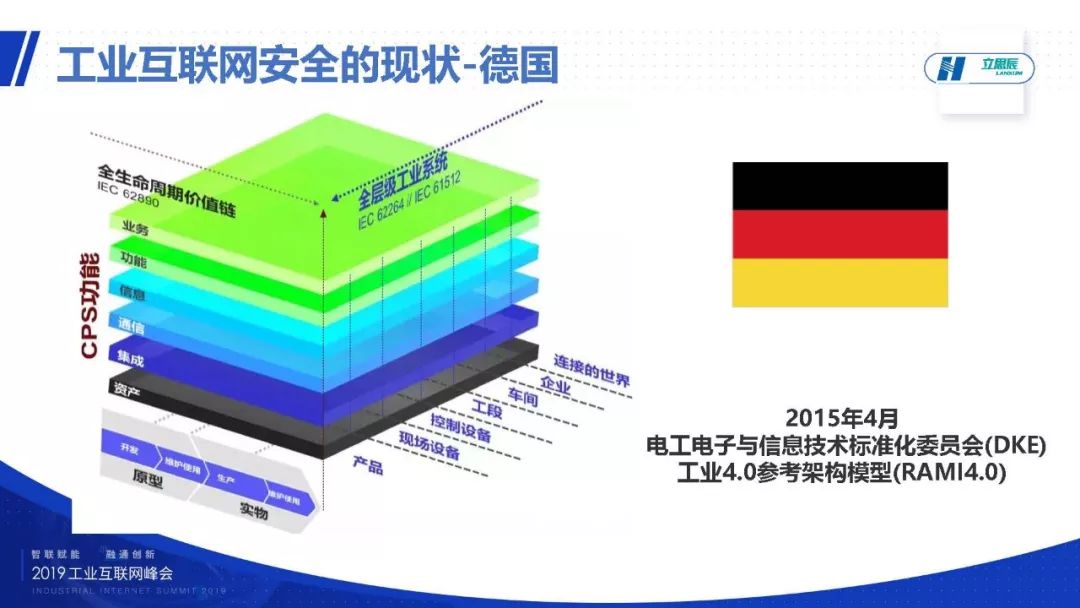 工业互联网安全的现状-德国
立思辰
LANXUM
全生命周期价值链
IEC 62890
全层级工业系统
IEC 62264 // IEC 61512
CPS功能
业务
功能
信息
通信
集成
资产
连接的世界
企业
车间
工段
控制设备
现场设备
产品
开发
维护使用
生产
维护使用
原型
实物
2015年4月
电工电子与信息技术标准化委员会(DKE)
工业4.0参考架构模型(RAMI4.0)
智联赋能 融通创新
2019工业互联网峰会
INDUSTRIAL INTERNET SUMMIT 2019